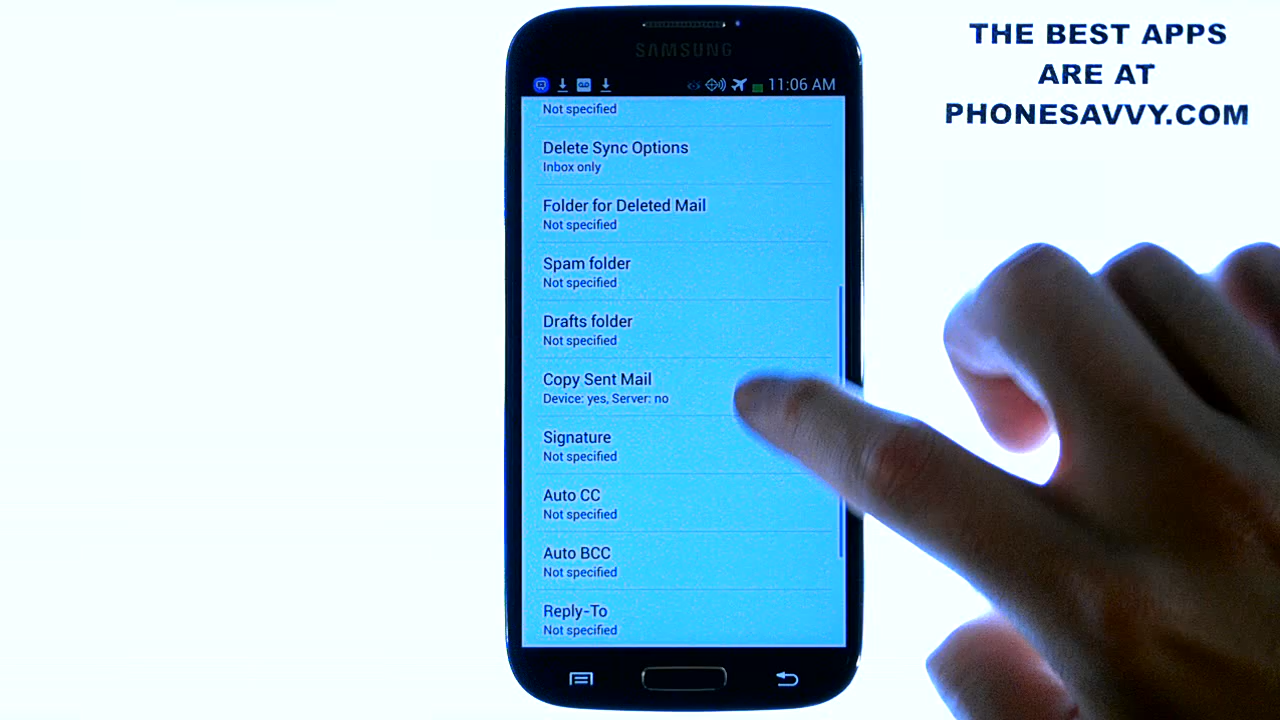 THE BEST APPS
ARE AT
PHONESAVVY.COM
SAMSUNG
11:06 AM
Not specified
Delete Sync Options
Inbox only
Folder for Deleted Mail
Not specified
Spam folder
Not specified
Drafts folder
Not specified
Copy Sent Mail
Device: yes, Server: no
Signature
Not specified
Auto CC
Not specified
Auto BCC
Not specified
Reply-To
Not specified